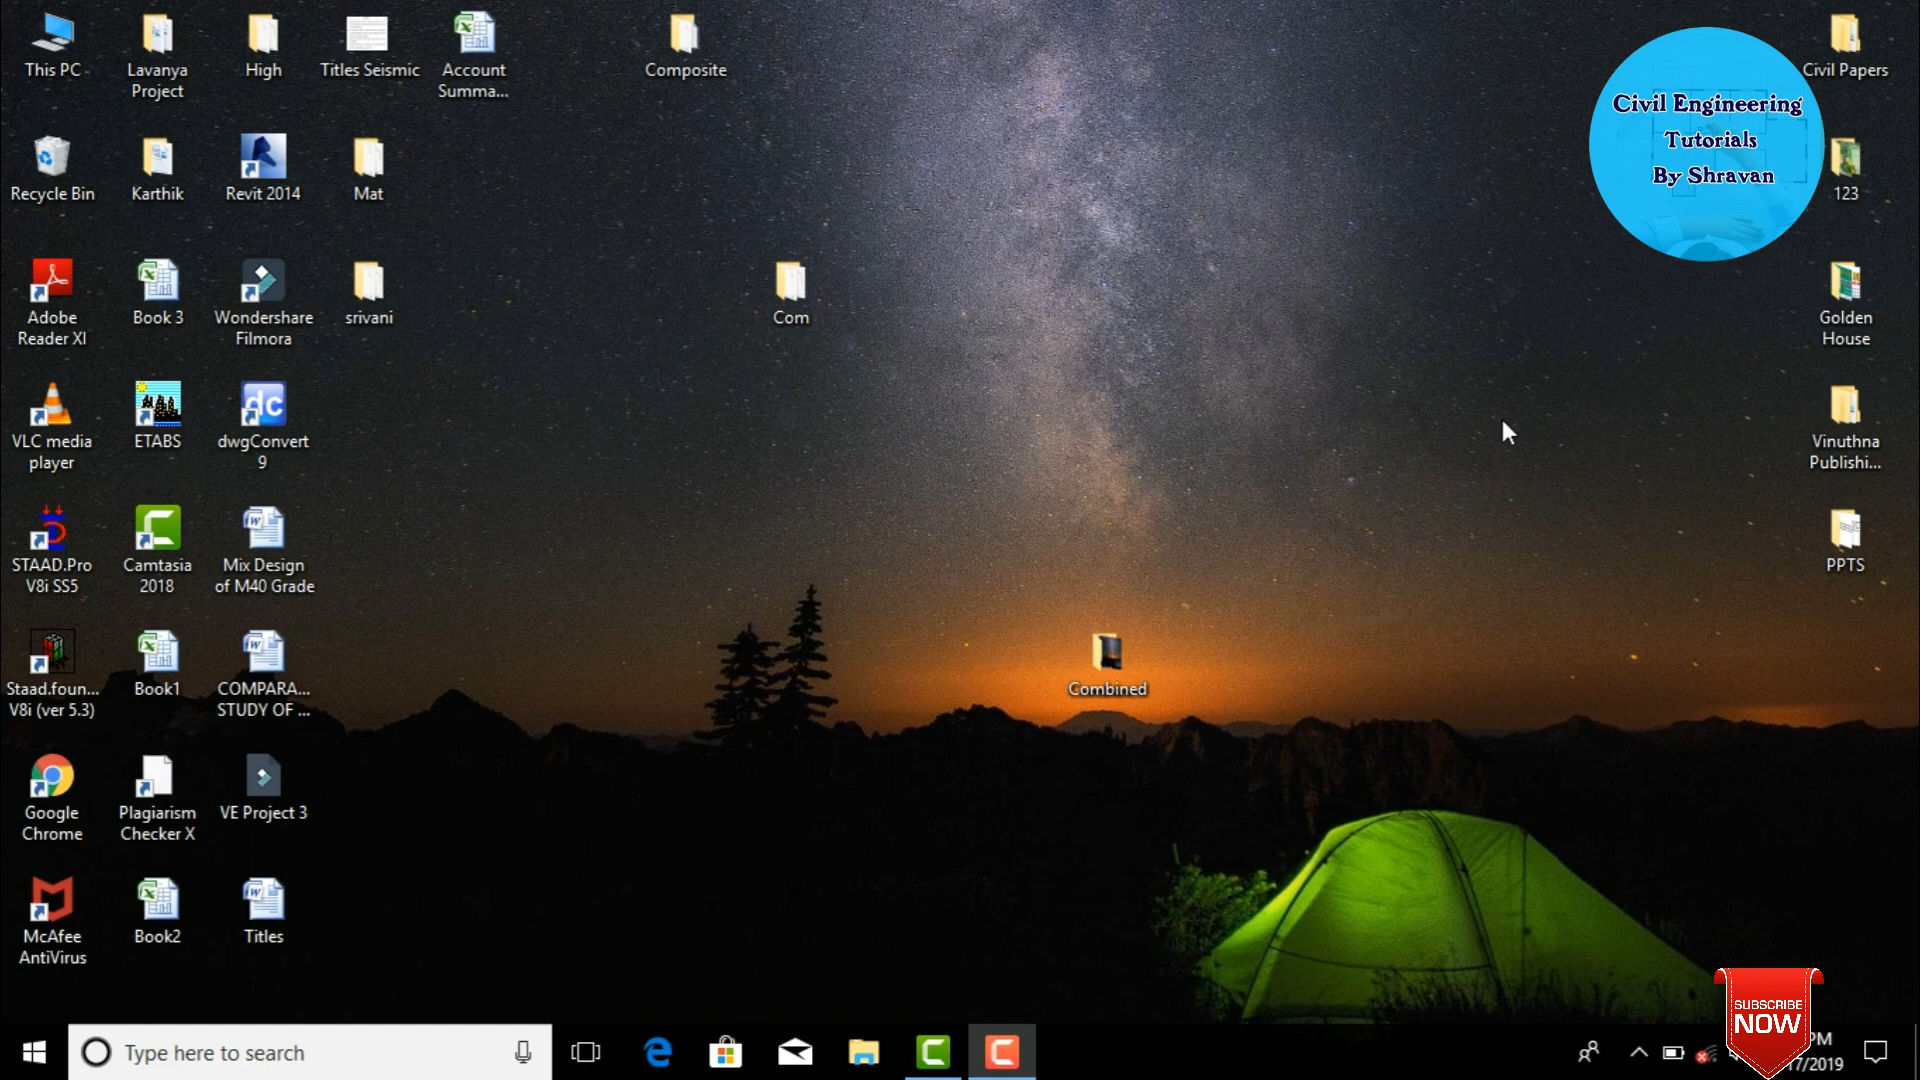 This PC
Lavanya
Project
High
Titles Seismic
Account
Summa...
Composite
Civil Papers
Civil Engineering
Tutorials
By Shravan
Recycle Bin
Karthik
Revit 2014
Mat
123
Adobe
Reader XI
Book 3
Wondershare
Filmora
srivani
Com
Golden
House
VLC media
player
ETABS
dc
dwgConvert
9
Vinuthna
Publishi...
STAAD.Pro
V8i SS5
Camtasia
2018
Mix Design
of M40 Grade
PPTS
Staad.foun...
V8i (ver 5.3)
Book1
COMPARA...
STUDY OF ...
Combined
Google
Chrome
Plagiarism
Checker X
VE Project 3
McAfee
AntiVirus
Book2
Titles
Type here to search
SUBSCRIBE
NOW
PM
17/2019